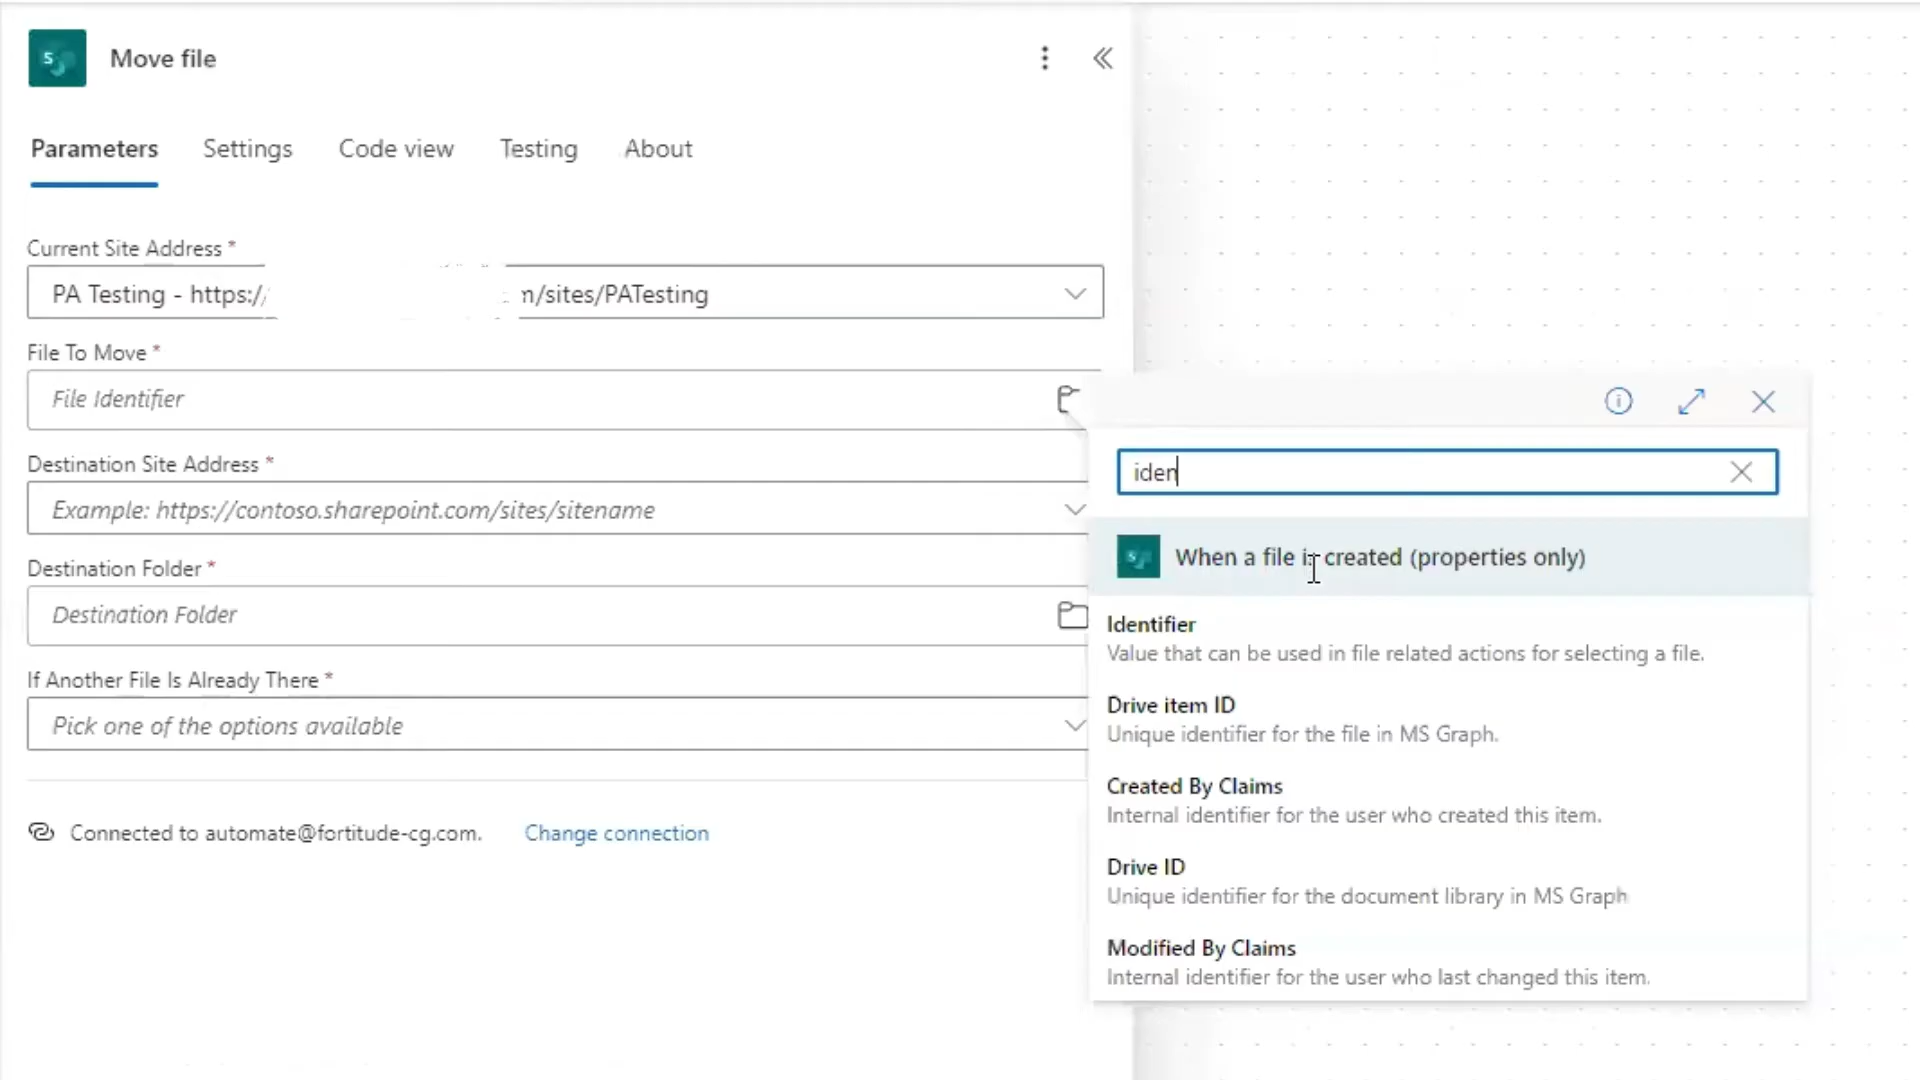 Move file
Parameters Settings Code view Testing About
Current Site Address *
PA Testing - https:/ n/sites/PATesting
File To Move *
File Identifier
iden
Destination Site Address *
Example: https://contoso.sharepoint.com/sites/sitename
When a file is created (properties only)
Destination Folder *
Destination Folder
Identifier
Value that can be used in file related actions for selecting a file.
If Another File Is Already There *
Pick one of the options available
Drive item ID
Unique identifier for the file in MS Graph.
Created By Claims
Internal identifier for the user who created this item.
Connected to automate@fortitude-cg.com. Change connection
Drive ID
Unique identifier for the document library in MS Graph
Modified By Claims
Internal identifier for the user who last changed this item.